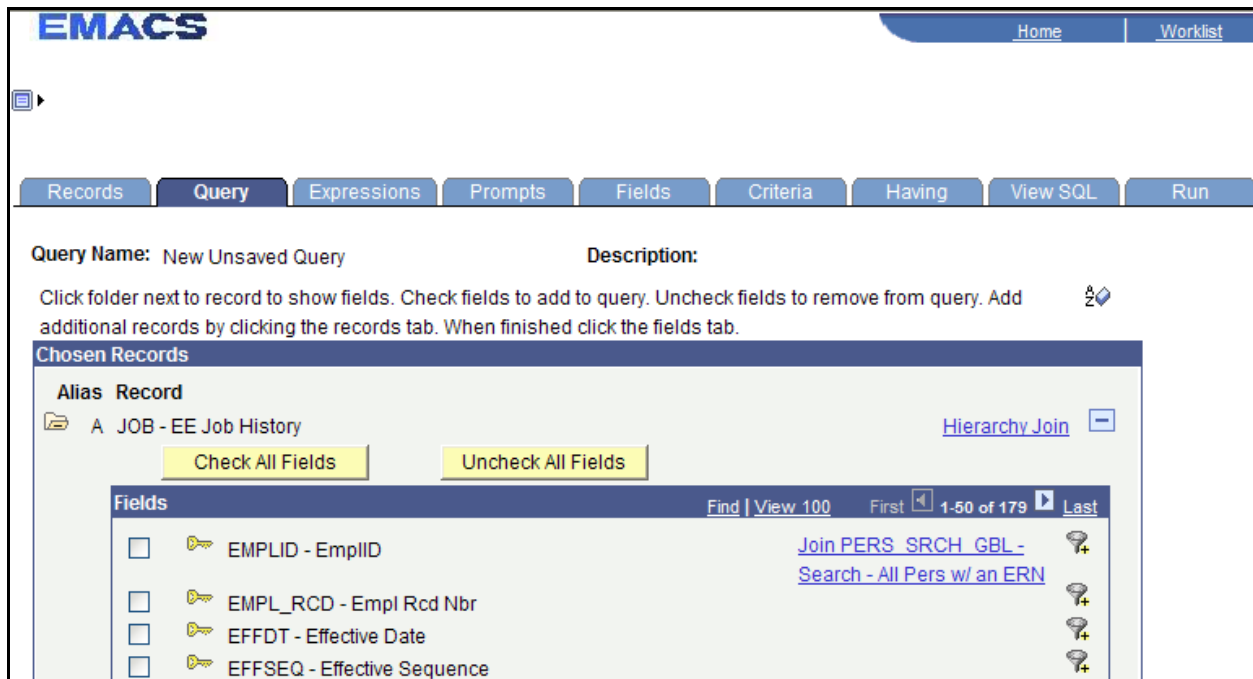 EMACS
Home Worklist
Records Query Expressions Prompts Fields Criteria Having View SQL Run
Query Name: New Unsaved Query Description:
Click folder next to record to show fields. Check fields to add to query. Uncheck fields to remove from query. Add
additional records by clicking the records tab. When finished click the fields tab.
Chosen Records
Alias Record
A JOB - EE Job History Hierarchy Join
Check All Fields Uncheck All Fields
Fields Find | View 100 First 1-50 of 179 Last
EMPLID - EmplID Join PERS_SRCH_GBL -
Search - All Pers w/ an ERN
EMPL_RCD - Empl Rcd Nbr
EFFDT - Effective Date
EFFSEQ - Effective Sequence